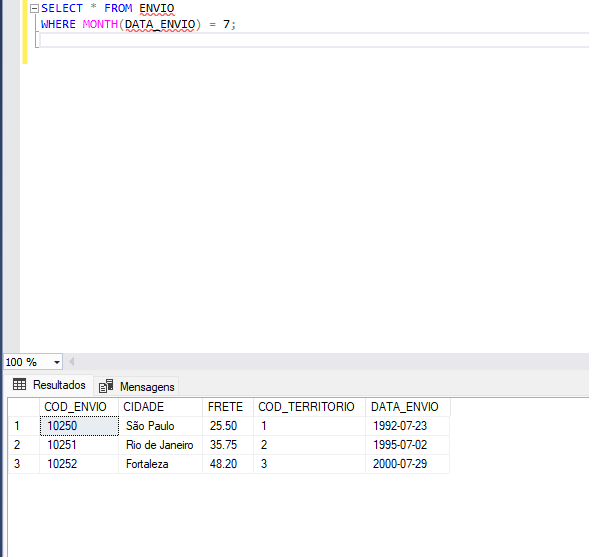 SELECT * FROM ENVIO
WHERE MONTH(DATA_ENVIO) = 7;
100 %
Resultados Mensagens
COD_ENVIO CIDADE FRETE COD_TERRITORIO DATA_ENVIO
1 10250 São Paulo 25.50 1 1992-07-23
2 10251 Rio de Janeiro 35.75 2 1995-07-02
3 10252 Fortaleza 48.20 3 2000-07-29